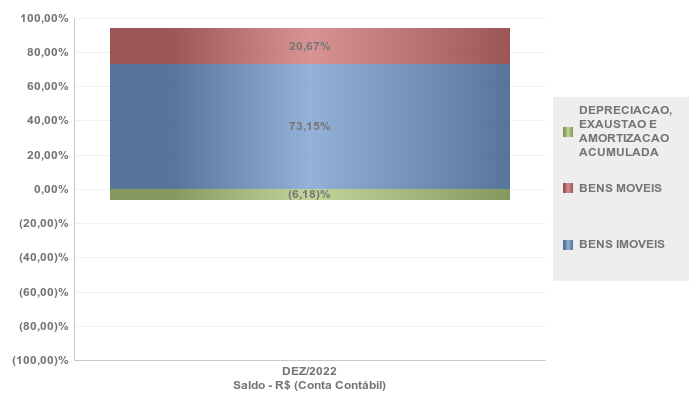 100,00%
80,00%
60,00%
40,00%
20,00%
0,00%
(20,00)%
(40,00)%
(60,00)%
(80,00)%
(100,00)%
20,67%
73,15%
(6,18)%
DEZ/2022
Saldo - R$ (Conta Contábil)
DEPRECIACAO,
EXAUSTAO E
AMORTIZACAO
ACUMULADA
BENS MOVEIS
BENS IMOVEIS